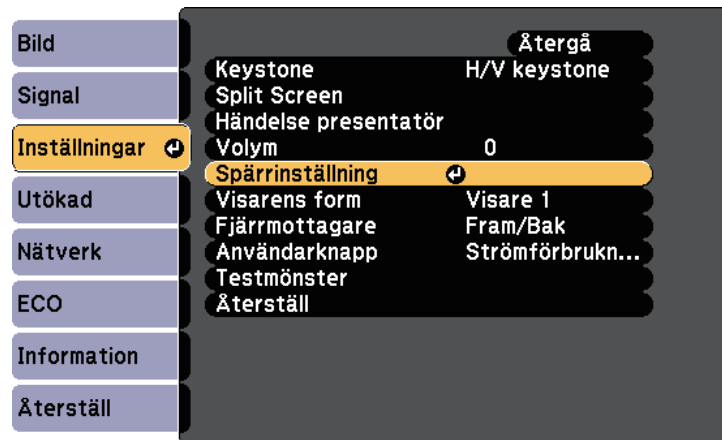 Bild
Signal
Inställningar
Utökad
Nätverk
ECO
Information
Återställ
Återgå
Keystone H/V keystone
Split Screen
Händelse presentatör
Volym 0
Spärrinställning
Visarens form Visare 1
Fjärrmottagare Fram/Bak
Användarknapp Strömförbrukn...
Testmönster
Återställ